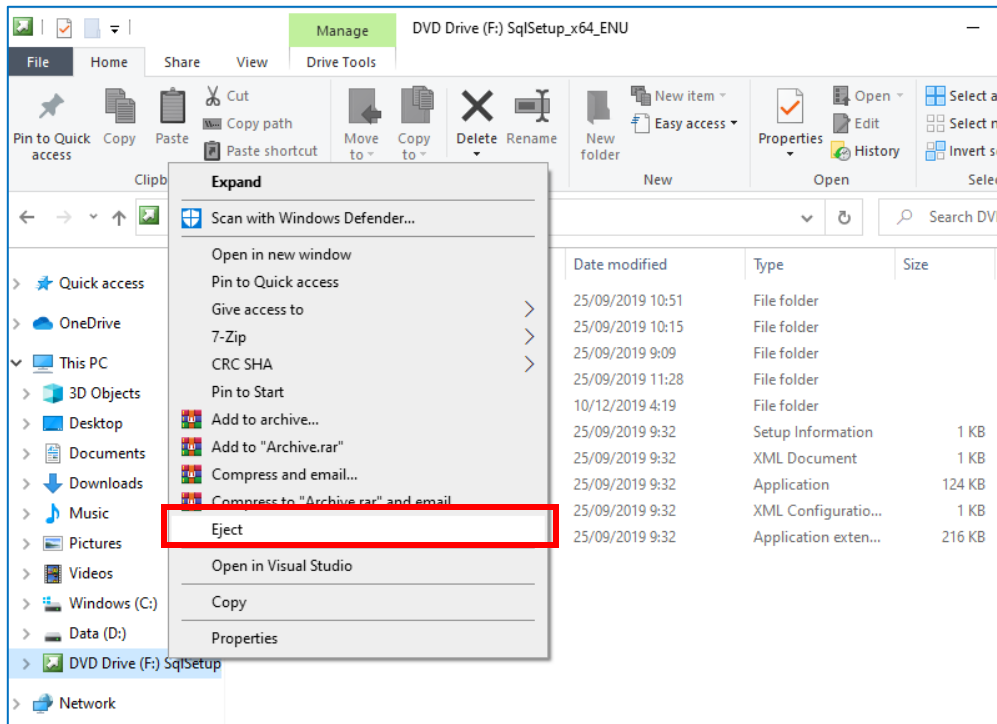 DVD Drive (F:) SqlSetup_x64_ENU
Manage
File
Home
Share
View
Drive Tools
Pin to Quick access
Copy
Paste
Cut
Copy path
Paste shortcut
Move to
Copy to
Delete
Rename
New folder
New item
Easy access
Properties
Open
Edit
History
Select a
Select n
Invert se
Clipb
New
Open
Selec
Search DV
Expand
Scan with Windows Defender...
Open in new window
Pin to Quick access
Give access to
7-Zip
CRC SHA
Pin to Start
Add to archive...
Add to "Archive.rar"
Compress and email...
Compress to "Archive.rar" and email
Eject
Open in Visual Studio
Copy
Properties
Quick access
OneDrive
This PC
3D Objects
Desktop
Documents
Downloads
Music
Pictures
Videos
Windows (C:)
Data (D:)
DVD Drive (F:) SqlSetup
Network
Date modified Type Size
25/09/2019 10:51 File folder
25/09/2019 10:15 File folder
25/09/2019 9:09 File folder
25/09/2019 11:28 File folder
10/12/2019 4:19 File folder
25/09/2019 9:32 Setup Information 1 KB
25/09/2019 9:32 XML Document 1 KB
25/09/2019 9:32 Application 124 KB
25/09/2019 9:32 XML Configuratio... 1 KB
25/09/2019 9:32 Application exten... 216 KB